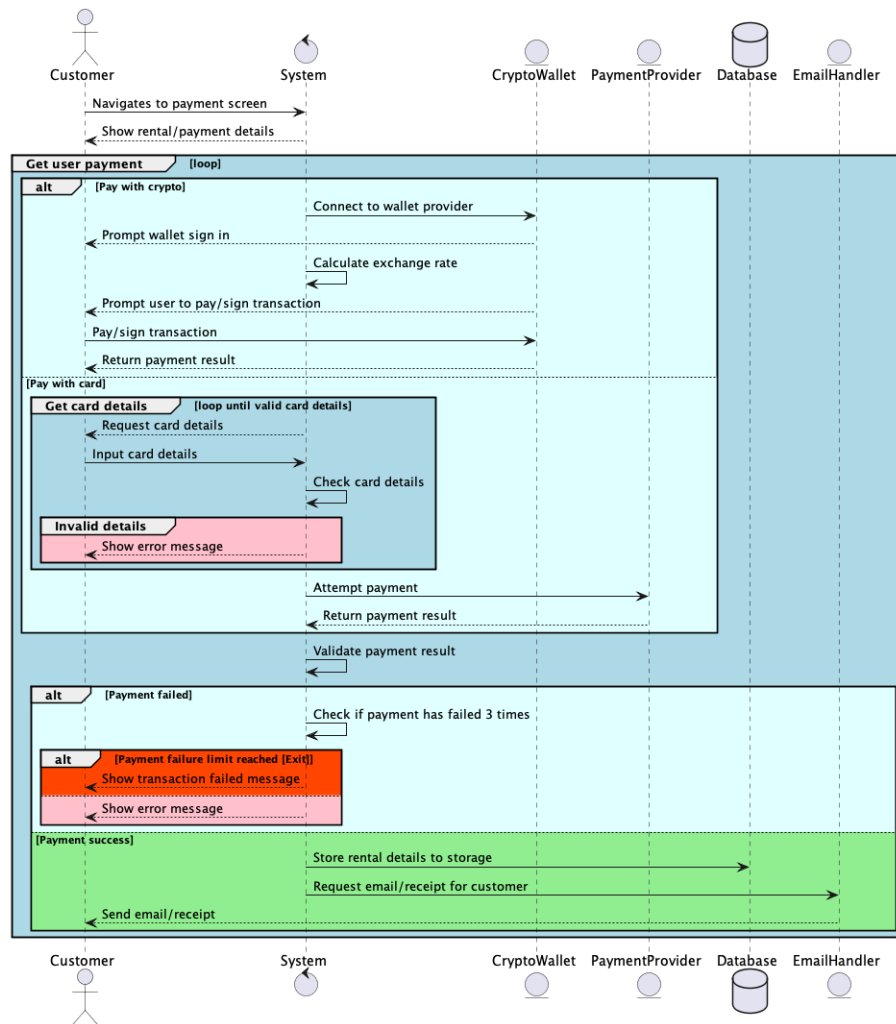 Customer System CryptoWallet PaymentProvider Database EmailHandler
Navigates to payment screen
Show rental/payment details
Get user payment [loop]
alt [Pay with crypto]
Connect to wallet provider
Prompt wallet sign in
Calculate exchange rate
Prompt user to pay/sign transaction
Pay/sign transaction
Return payment result
[Pay with card]
Get card details [loop until valid card details]
Request card details
Input card details
Check card details
Invalid details
Show error message
Attempt payment
Return payment result
Validate payment result
alt [Payment failed]
Check if payment has failed 3 times
alt [Payment failure limit reached [Exit]]
Show transaction failed message
Show error message
[Payment success]
Store rental details to storage
Request email/receipt for customer
Send email/receipt
Customer System CryptoWallet PaymentProvider Database EmailHandler